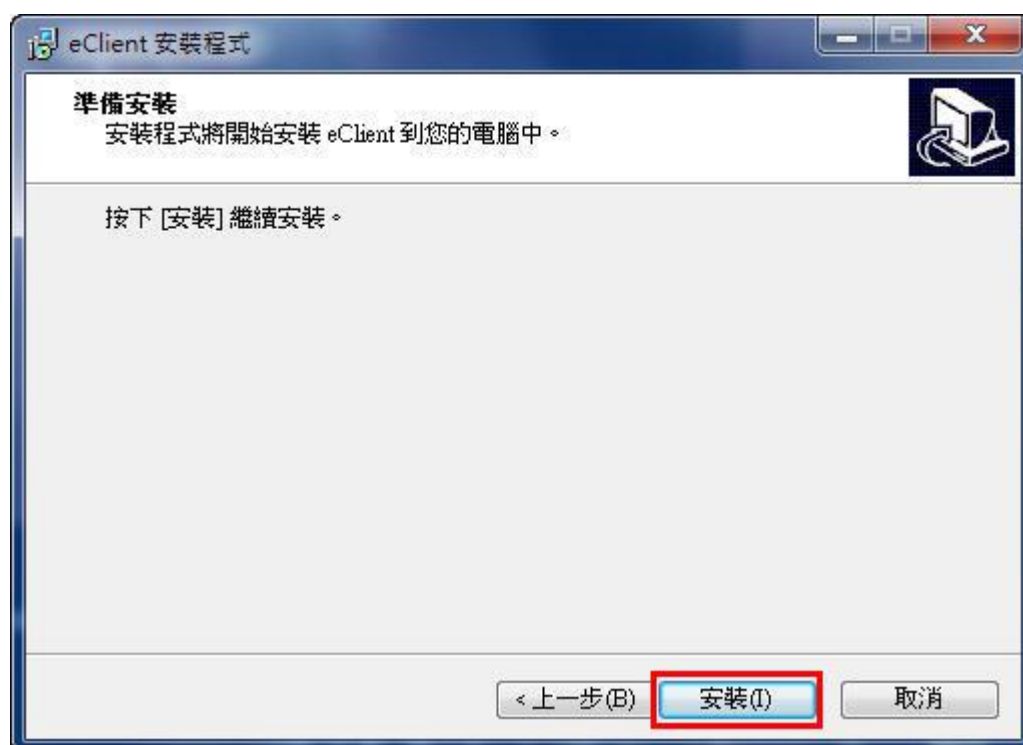 eClient 安裝程式
準備安裝
安裝程式將開始安裝 eClient 到您的電腦中。
按下 [安裝] 繼續安裝。
< 上一步(B) 安裝(I) 取消